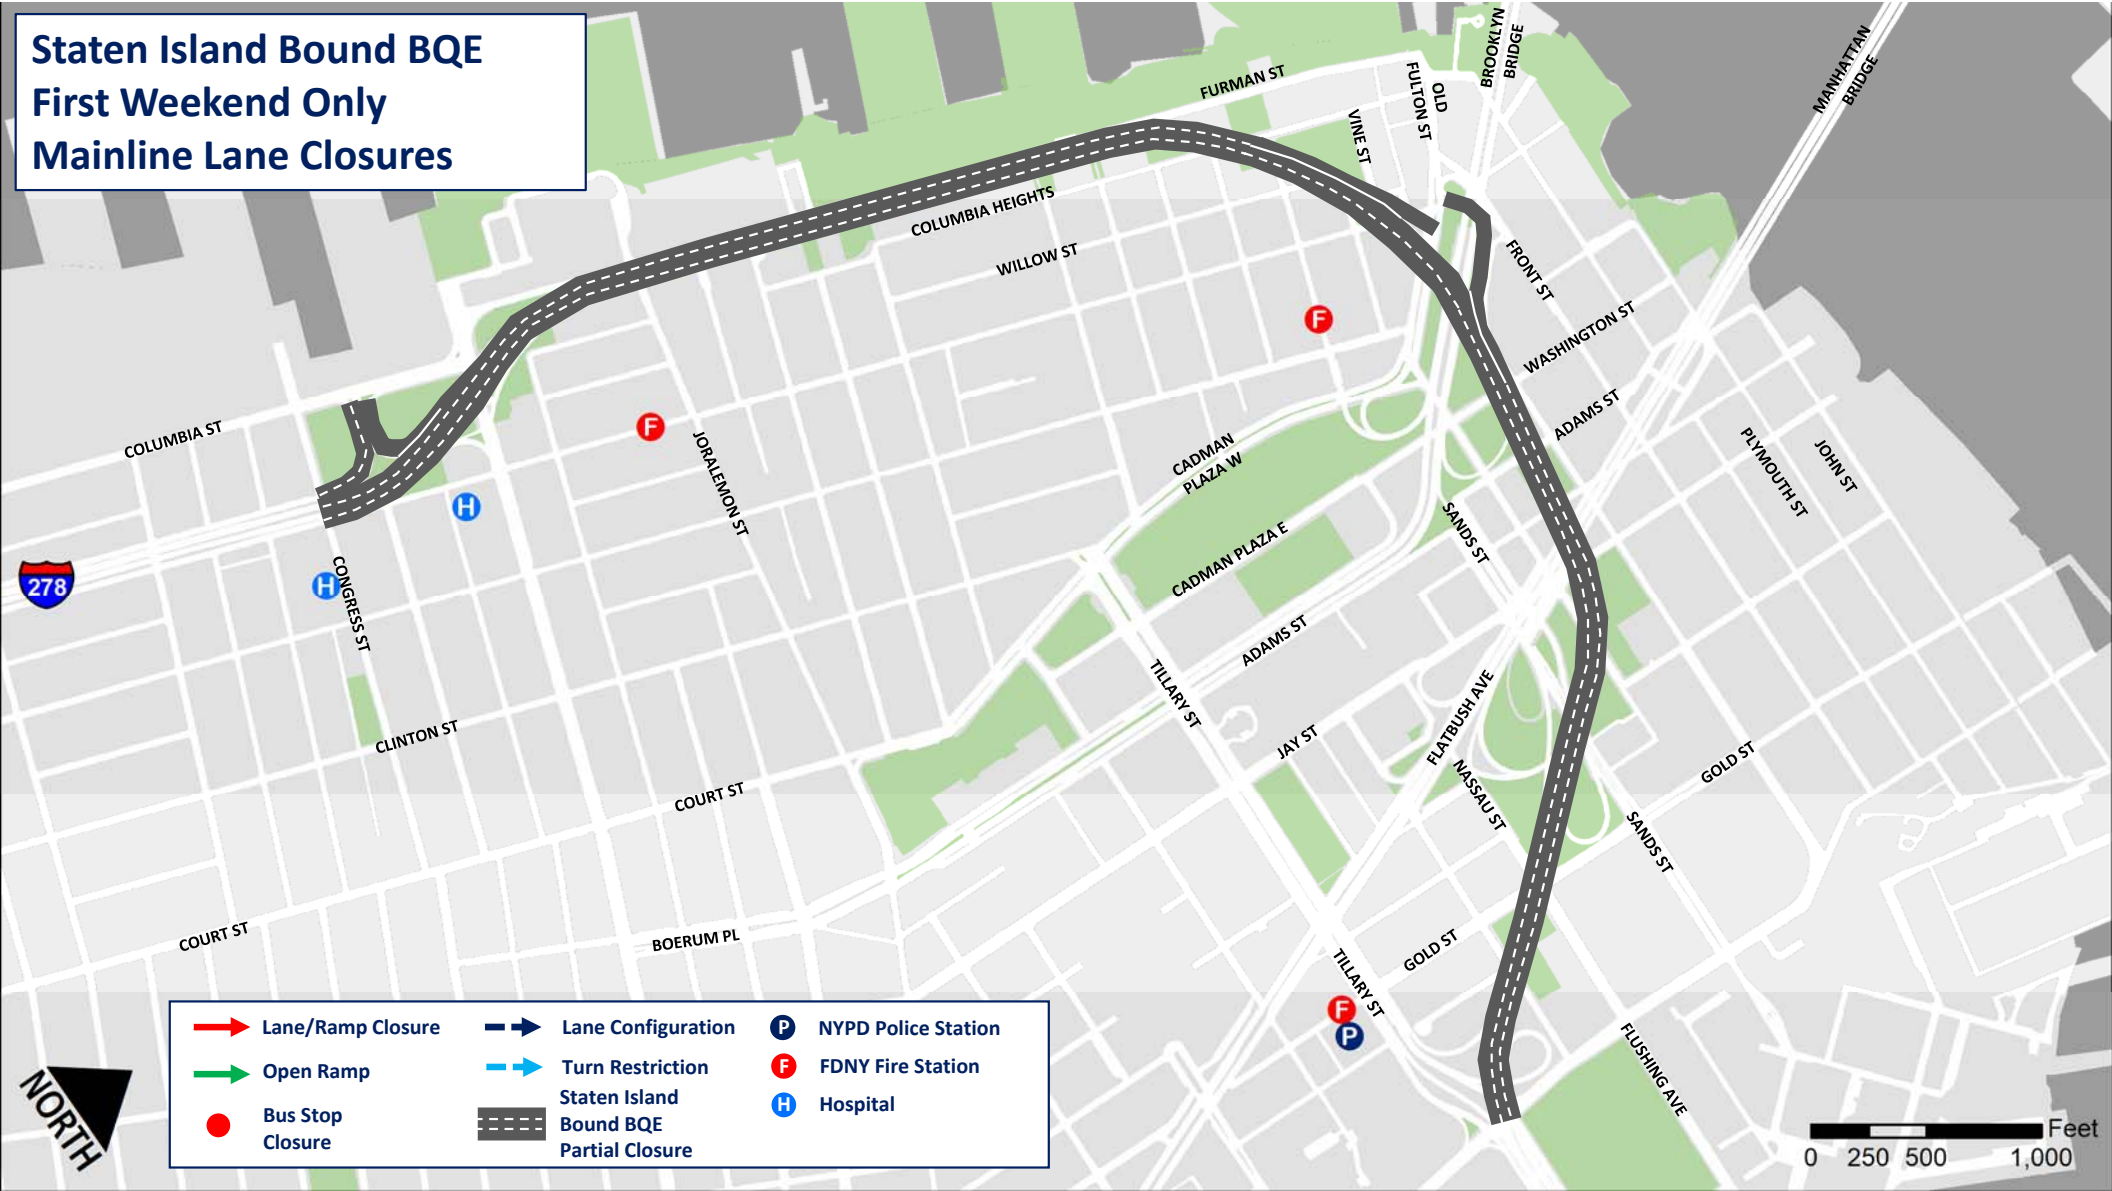 Staten Island Bound BQE
First Weekend Only
Mainline Lane Closures
FURMAN ST
OLD
FULTON ST
BROOKLYN
BRIDGE
MANHATTAN
BRIDGE
VINE ST
COLUMBIA HEIGHTS
WILLOW ST
FRONT ST
WASHINGTON ST
ADAMS ST
PLYMOUTH ST
JOHN ST
F
F
COLUMBIA ST
JORALEMON ST
CADMAN
PLAZA W
CADMAN PLAZA E
SANDS ST
H
H
278
CONGRESS ST
ADAMS ST
TILLARY ST
JAY ST
FLATBUSH AVE
NASSAU ST
GOLD ST
SANDS ST
CLINTON ST
COURT ST
COURT ST
BOERUM PL
GOLD ST
TILLARY ST
F
P
FLUSHING AVE
NORTH
Lane/Ramp Closure
Open Ramp
Bus Stop
Closure
Lane Configuration
Turn Restriction
Staten Island
Bound BQE
Partial Closure
P NYPD Police Station
F FDNY Fire Station
H Hospital
Feet
0 250 500 1,000